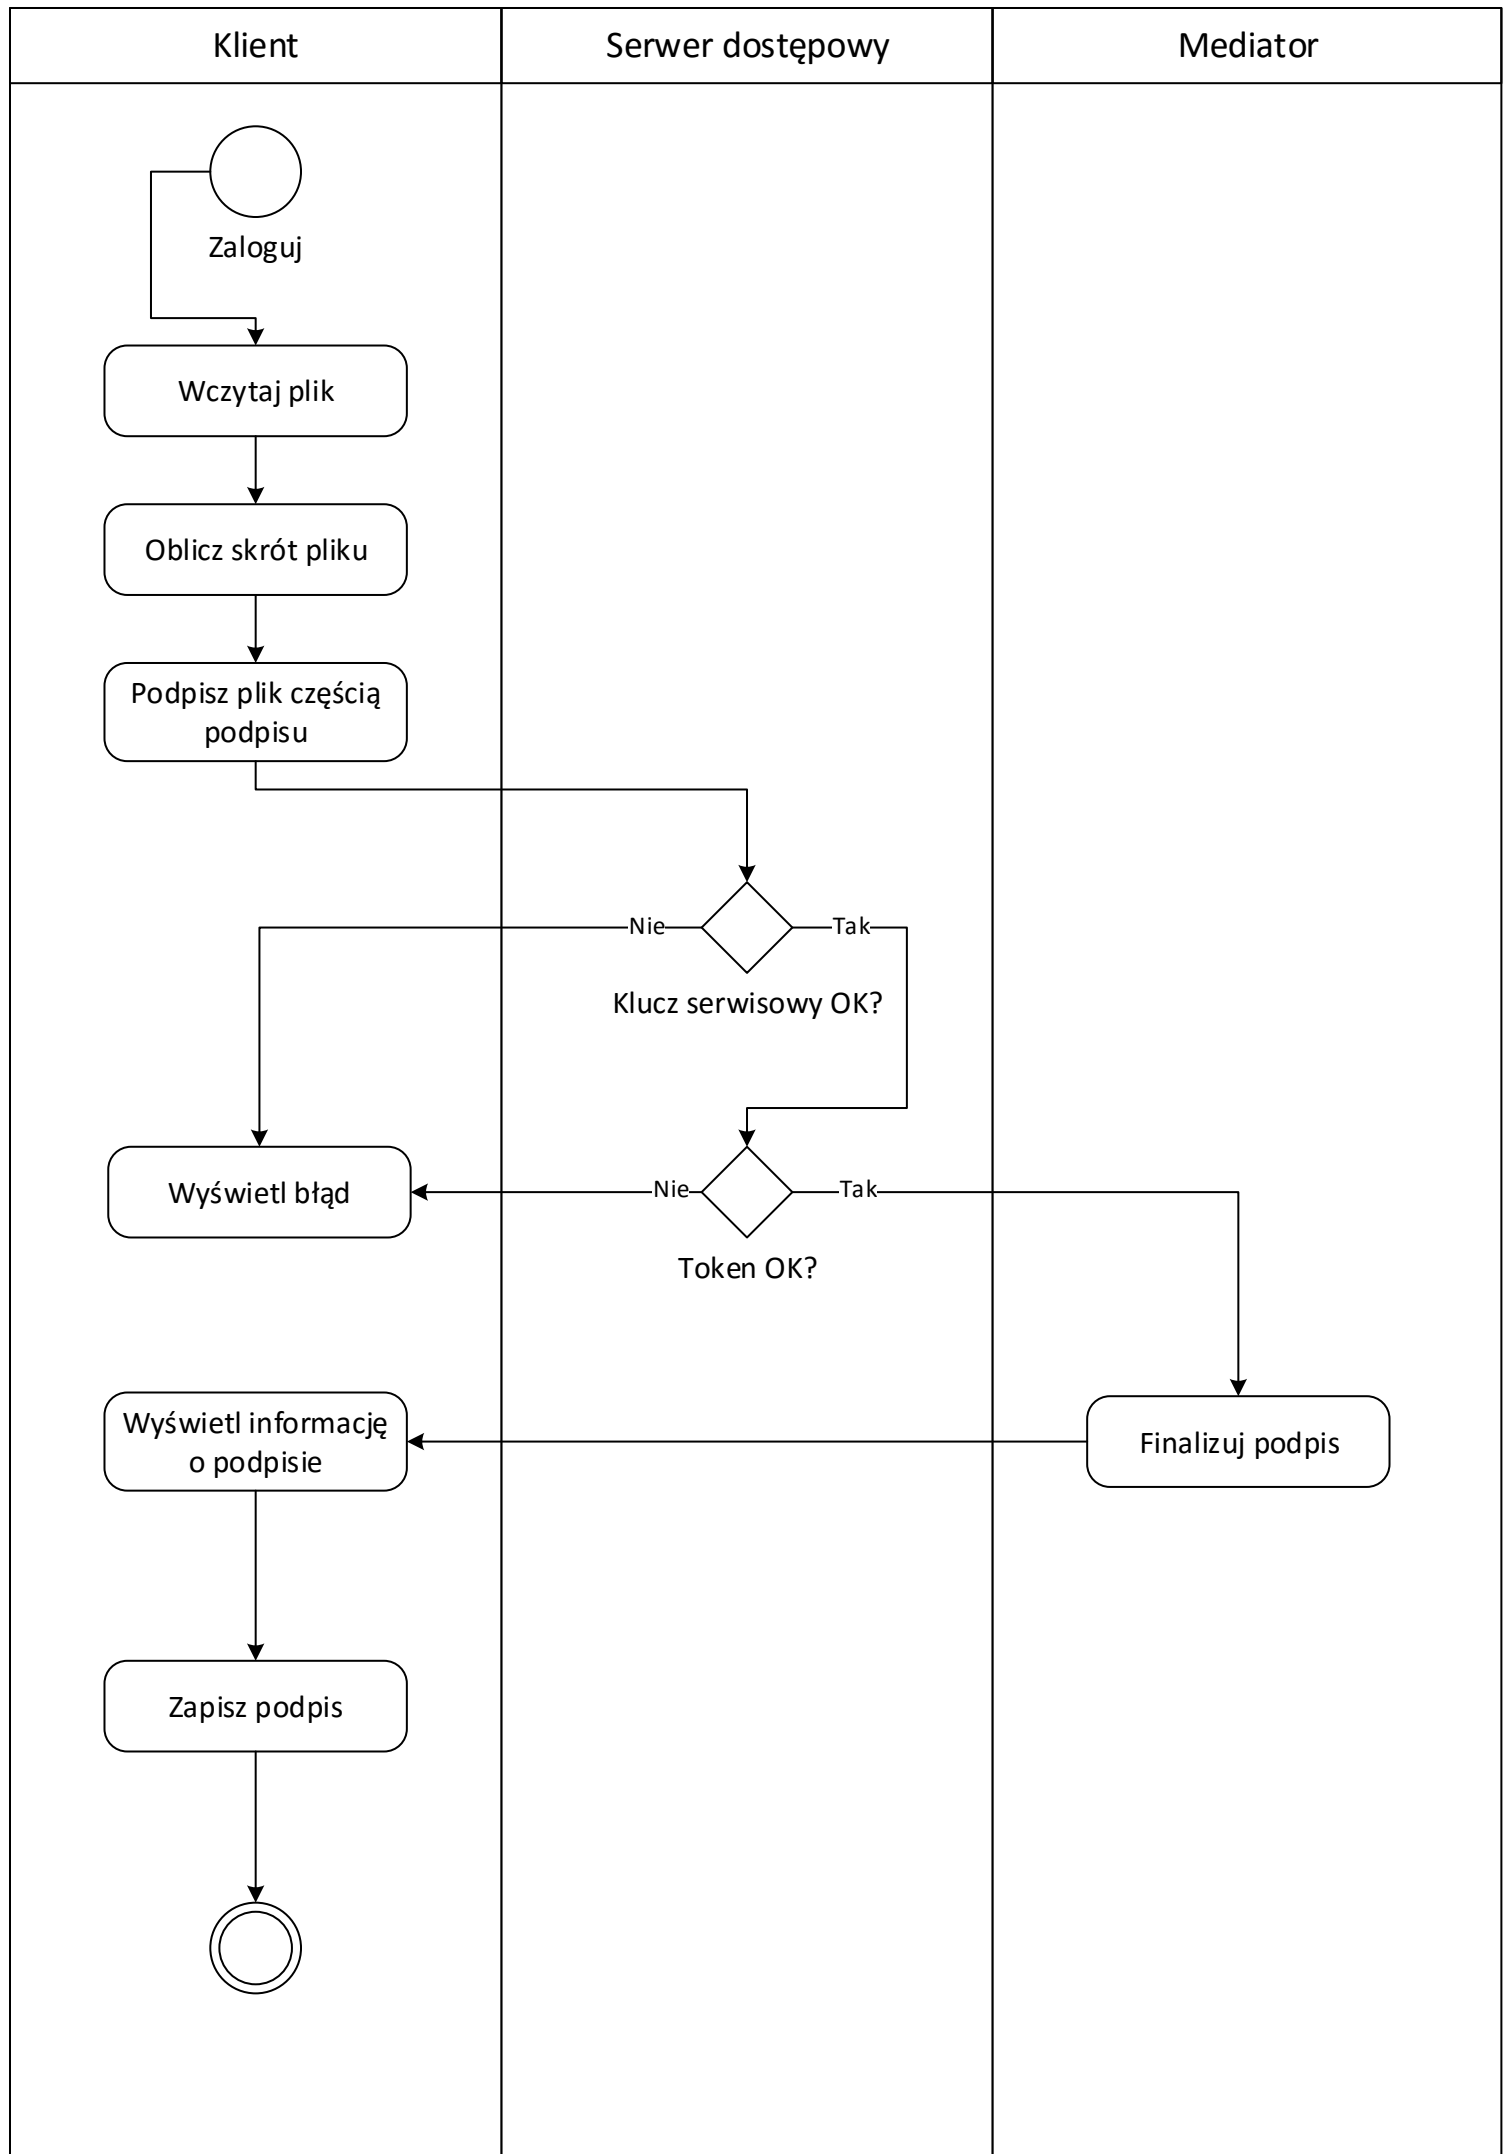 Klient
Serwer dostępowy
Mediator
Zaloguj
Wczytaj plik
Oblicz skrót pliku
Podpisz plik częścią
podpisu
Nie
Tak
Klucz serwisowy OK?
Wyświetl błąd
Nie
Tak
Token OK?
Wyświetl informację
o podpisie
Finalizuj podpis
Zapisz podpis